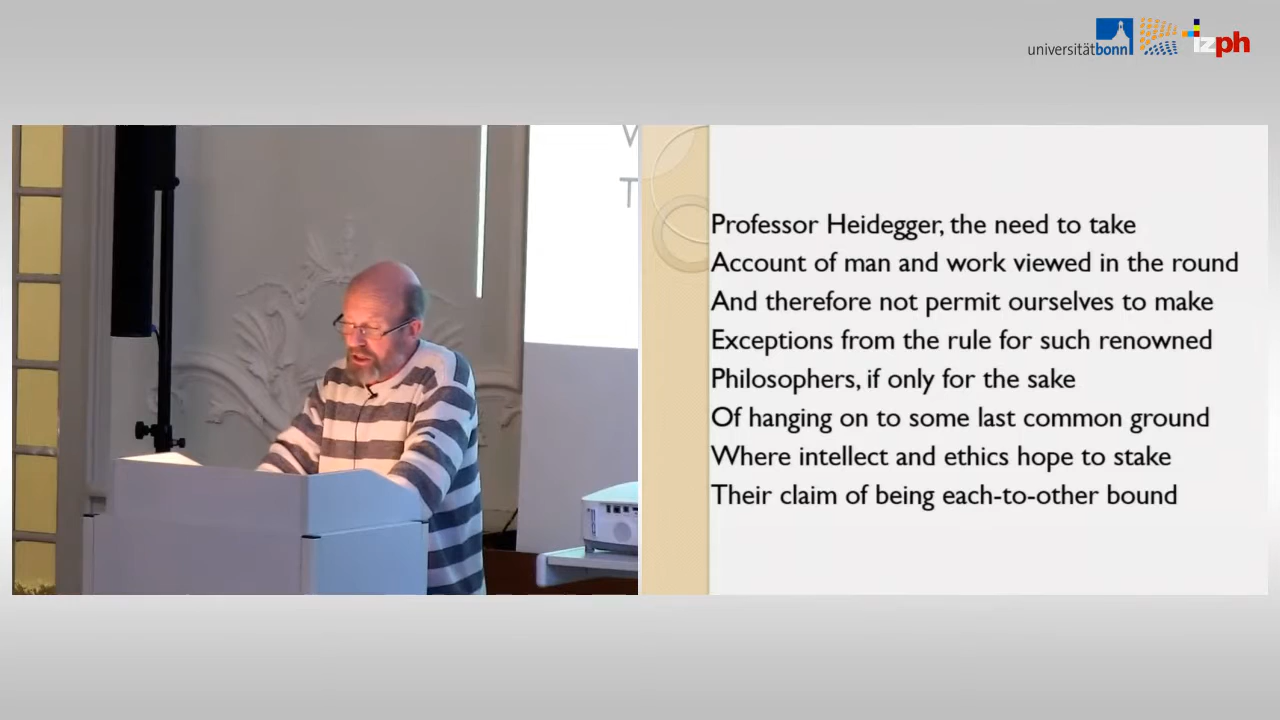 universitätbonn
izph
V
T
Professor Heidegger, the need to take
Account of man and work viewed in the round
And therefore not permit ourselves to make
Exceptions from the rule for such renowned
Philosophers, if only for the sake
Of hanging on to some last common ground
Where intellect and ethics hope to stake
Their claim of being each-to-other bound